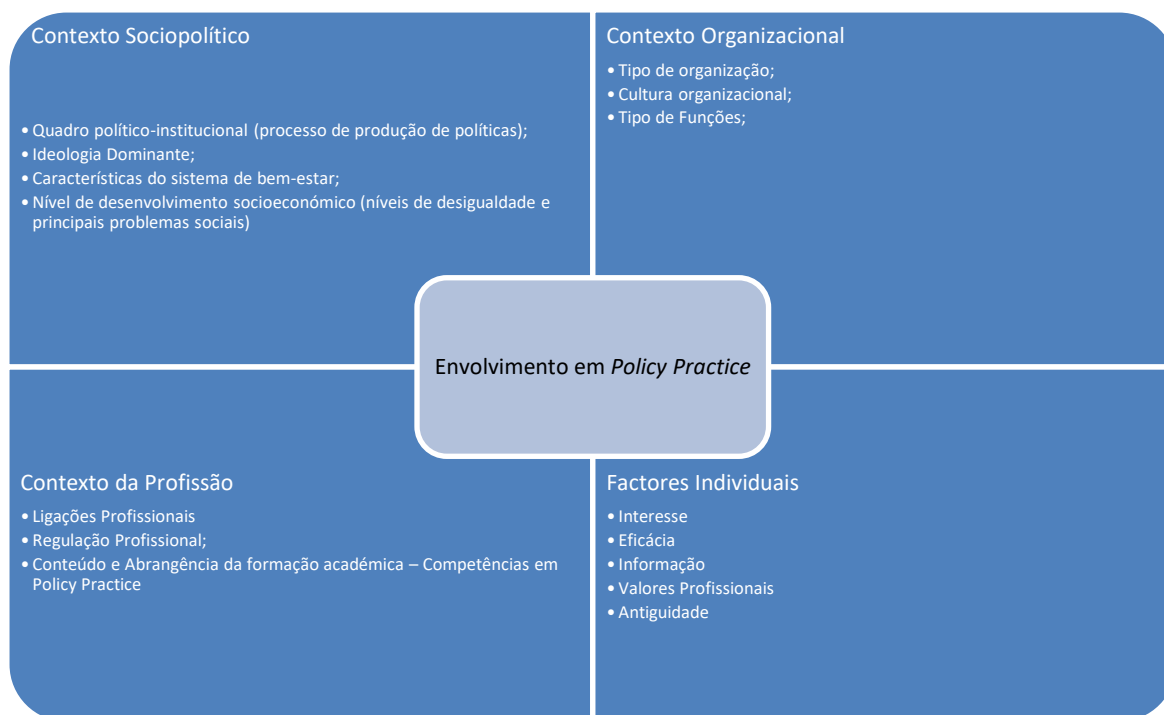 Contexto Sociopolítico
• Quadro político-institucional (processo de produção de políticas);
• Ideologia Dominante;
• Características do sistema de bem-estar;
• Nível de desenvolvimento socioeconómico (níveis de desigualdade e
principais problemas sociais)
Contexto Organizacional
• Tipo de organização;
• Cultura organizacional;
• Tipo de Funções;
Envolvimento em Policy Practice
Contexto da Profissão
• Ligações Profissionais
• Regulação Profissional;
• Conteúdo e Abrangência da formação académica – Competências em
Policy Practice
Factores Individuais
• Interesse
• Eficácia
• Informação
• Valores Profissionais
• Antiguidade